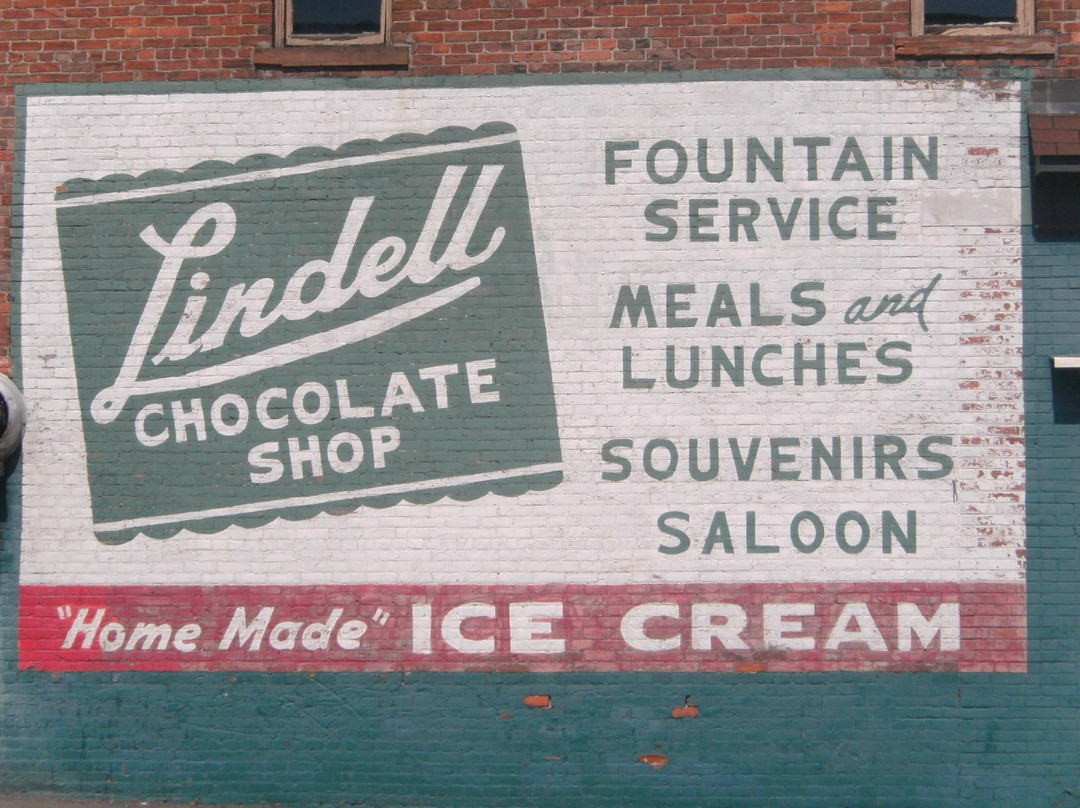 Lindell
CHOCOLATE
SHOP
FOUNTAIN
SERVICE
MEALS and
LUNCHES
SOUVENIRS
SALOON
"Home Made" ICE CREAM